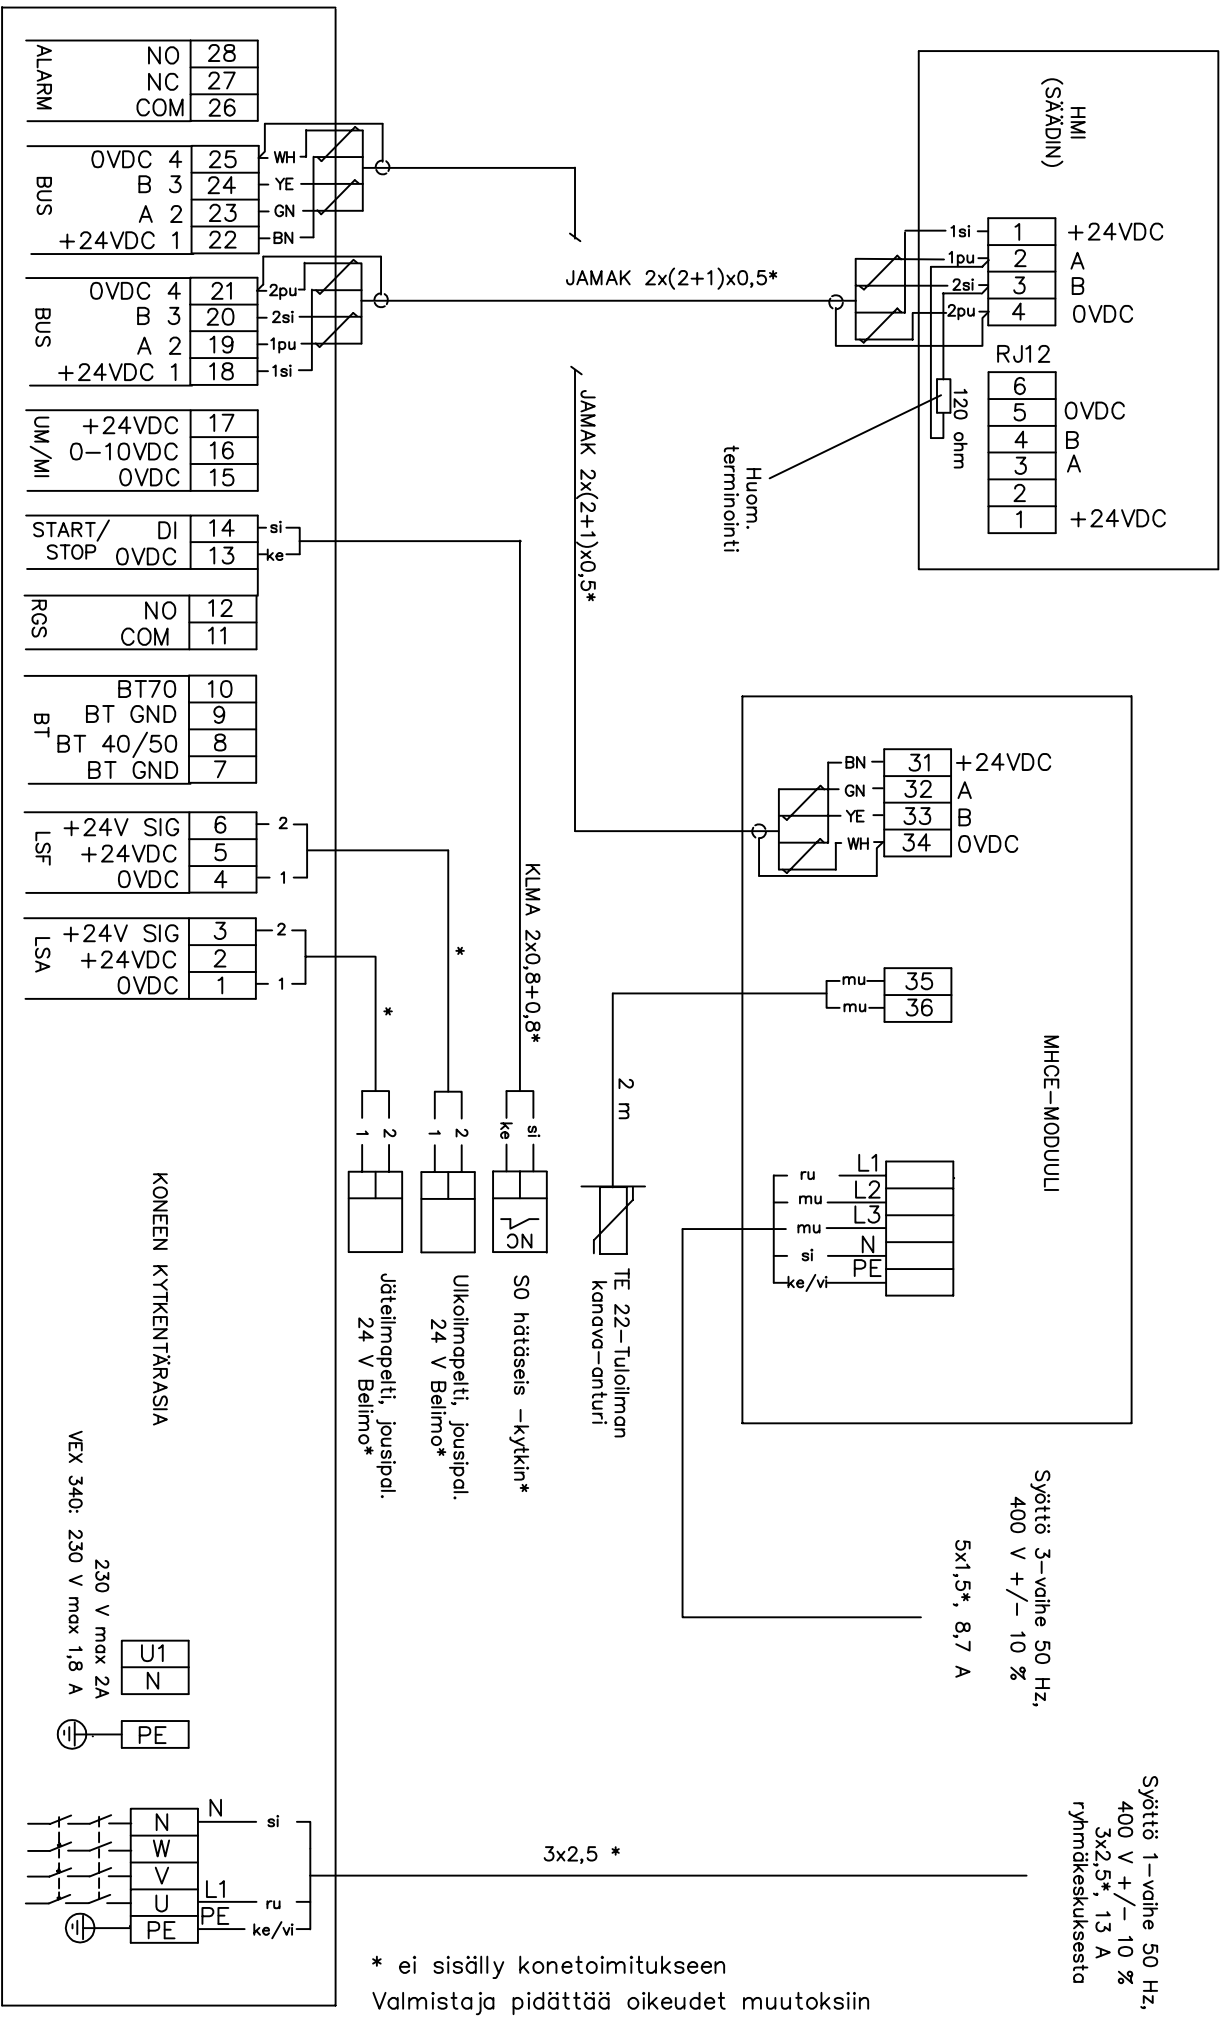 ALARM
NO 28
NC 27
COM 26
BUS
0VDC 4 25 WH
B 3 24 YE
A 2 23 GN
+24VDC 1 22 BN
BUS
0VDC 4 21 2pu
B 3 20 2si
A 2 19 1pu
+24VDC 1 18 1si
UM/MI
+24VDC 17
0-10VDC 16
0VDC 15
START/ DI 14 si
STOP 0VDC 13 ke
RGS
NO 12
COM 11
BT
BT70 10
BT GND 9
BT 40/50 8
BT GND 7
LSF
+24V SIG 6 2
+24VDC 5
0VDC 4 1
LSA
+24V SIG 3 2
+24VDC 2
0VDC 1 1
KONEEN KYTKENTÄRASIA
230 V max 2A
VEX 340: 230 V max 1,8 A
U1
N
PE
N N si
W
V
U L1 ru
PE PE ke/vi
JAMAK 2x(2+1)x0,5*
JAMAK 2x(2+1)x0,5*
HMI
(SÄÄDIN)
1si 1 +24VDC
1pu 2 A
2si 3 B
2pu 4 0VDC
RJ12
6
5 0VDC
4 B
3 A
2
1 +24VDC
120 ohm
Huom.
terminointi
MHCE-MODUULI
BN 31 +24VDC
GN 32 A
YE 33 B
WH 34 0VDC
mu 35
mu 36
ru L1
mu L2
mu L3
si N
ke/vi PE
KLMA 2x0,8+0,8*
*
*
2 m
1 2
1 2
ke si
NC
TE 22-Tuloilman
kanava-anturi
S0 hätäseis -kytkin*
Ulkoilmapelti, jousipal.
24 V Belimo*
Jäteilmapelti, jousipal.
24 V Belimo*
Syöttö 3-vaihe 50 Hz,
400 V +/- 10 %
5x1,5*, 8,7 A
Syöttö 1-vaihe 50 Hz,
400 V +/- 10 %
3x2,5*, 13 A
ryhmäkeskuksesta
3x2,5 *
* ei sisälly konetoimitukseen
Valmistaja pidättää oikeudet muutoksiin